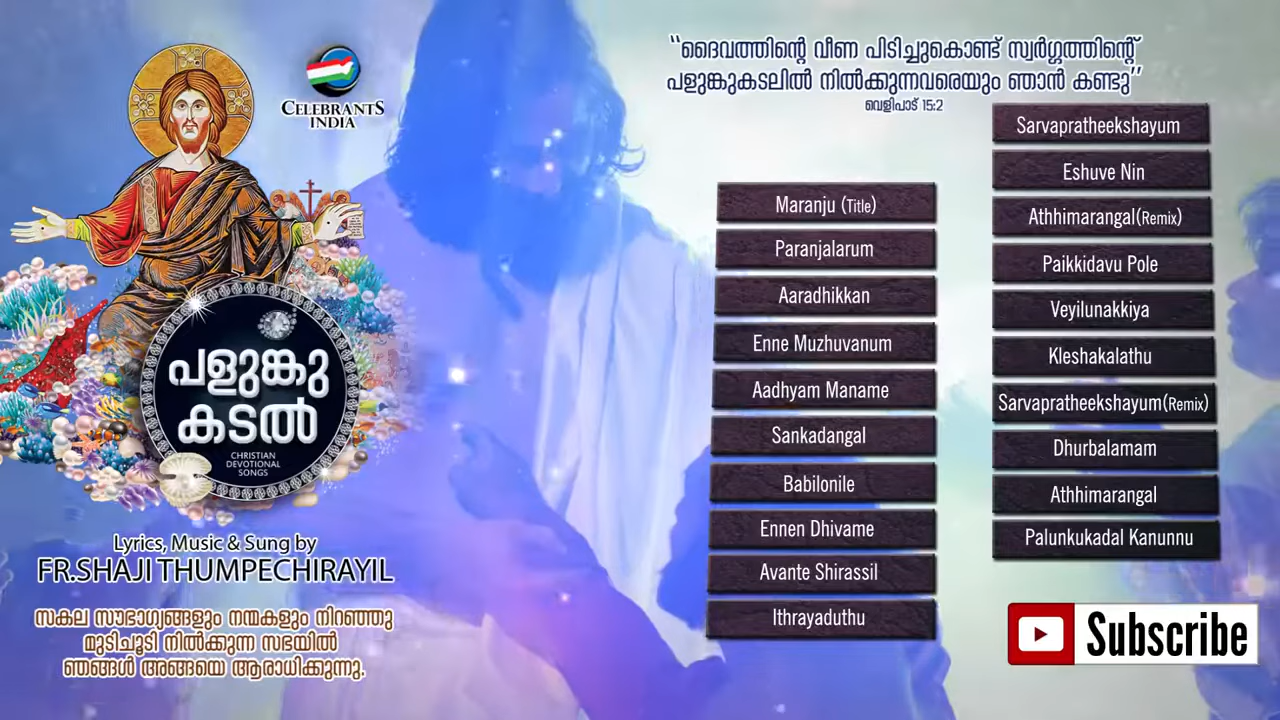 CELEBRANTS
INDIA
പളുങ്കു
കടൽ
CHRISTIAN
DEVOTIONAL
SONGS
Lyrics, Music & Sung by
FR.SHAJI THUMPECHIRAYIL
സകല സൗഭാഗ്യങ്ങളും നന്മകളും നിറഞ്ഞു
മുടിചൂടി നിൽക്കുന്ന സഭയിൽ
ഞങ്ങൾ അങ്ങയെ ആരാധിക്കുന്നു.
"ദൈവത്തിന്റെ വീണ പിടിച്ചുകൊണ്ട് സ്വർഗ്ഗത്തിന്റെ
പളുങ്കുകടലിൽ നിൽക്കുന്നവരെയും ഞാൻ കണ്ടു"
വെളിപാട് 15:2
Maranju (Title)
Paranjalarum
Aaradhikkan
Enne Muzhuvanum
Aadhyam Maname
Sankadangal
Babilonile
Ennen Dhivame
Avante Shirassil
Ithrayaduthu
Sarvapratheekshayum
Eshuve Nin
Athhimarangal(Remix)
Paikkidavu Pole
Veyilunakkiya
Kleshakalathu
Sarvapratheekshayum(Remix)
Dhurbalamam
Athhimarangal
Palunkukadal Kanunnu
Subscribe